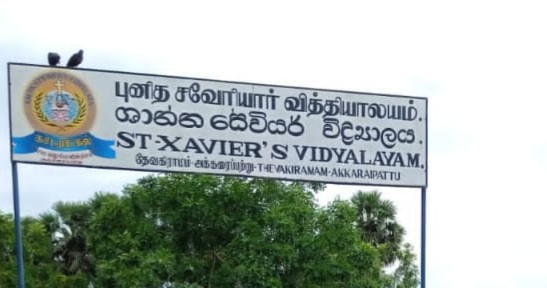 புனித சவேரியார் வித்தியாலயம்.
ශාන්ත සේවියර් විද්‍යාලය.
ST-XAVIER'S VIDYALAYAM.
தேவகிராமம்-அக்கரைப்பற்று-THEVAKIRAMAM-AKKARAIPATTU